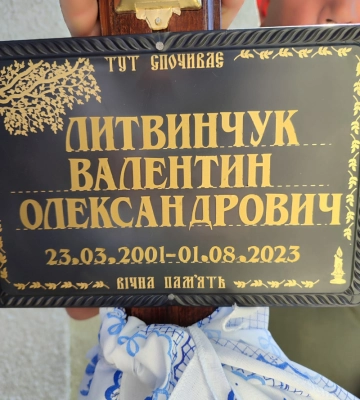 ТУТ СПОЧИВАЄ
ЛИТВИНЧУК
ВАЛЕНТИН
ОЛЕКСАНДРОВИЧ
23.03.2001-01.08.2023
ВІЧНА ПАМ'ЯТЬ